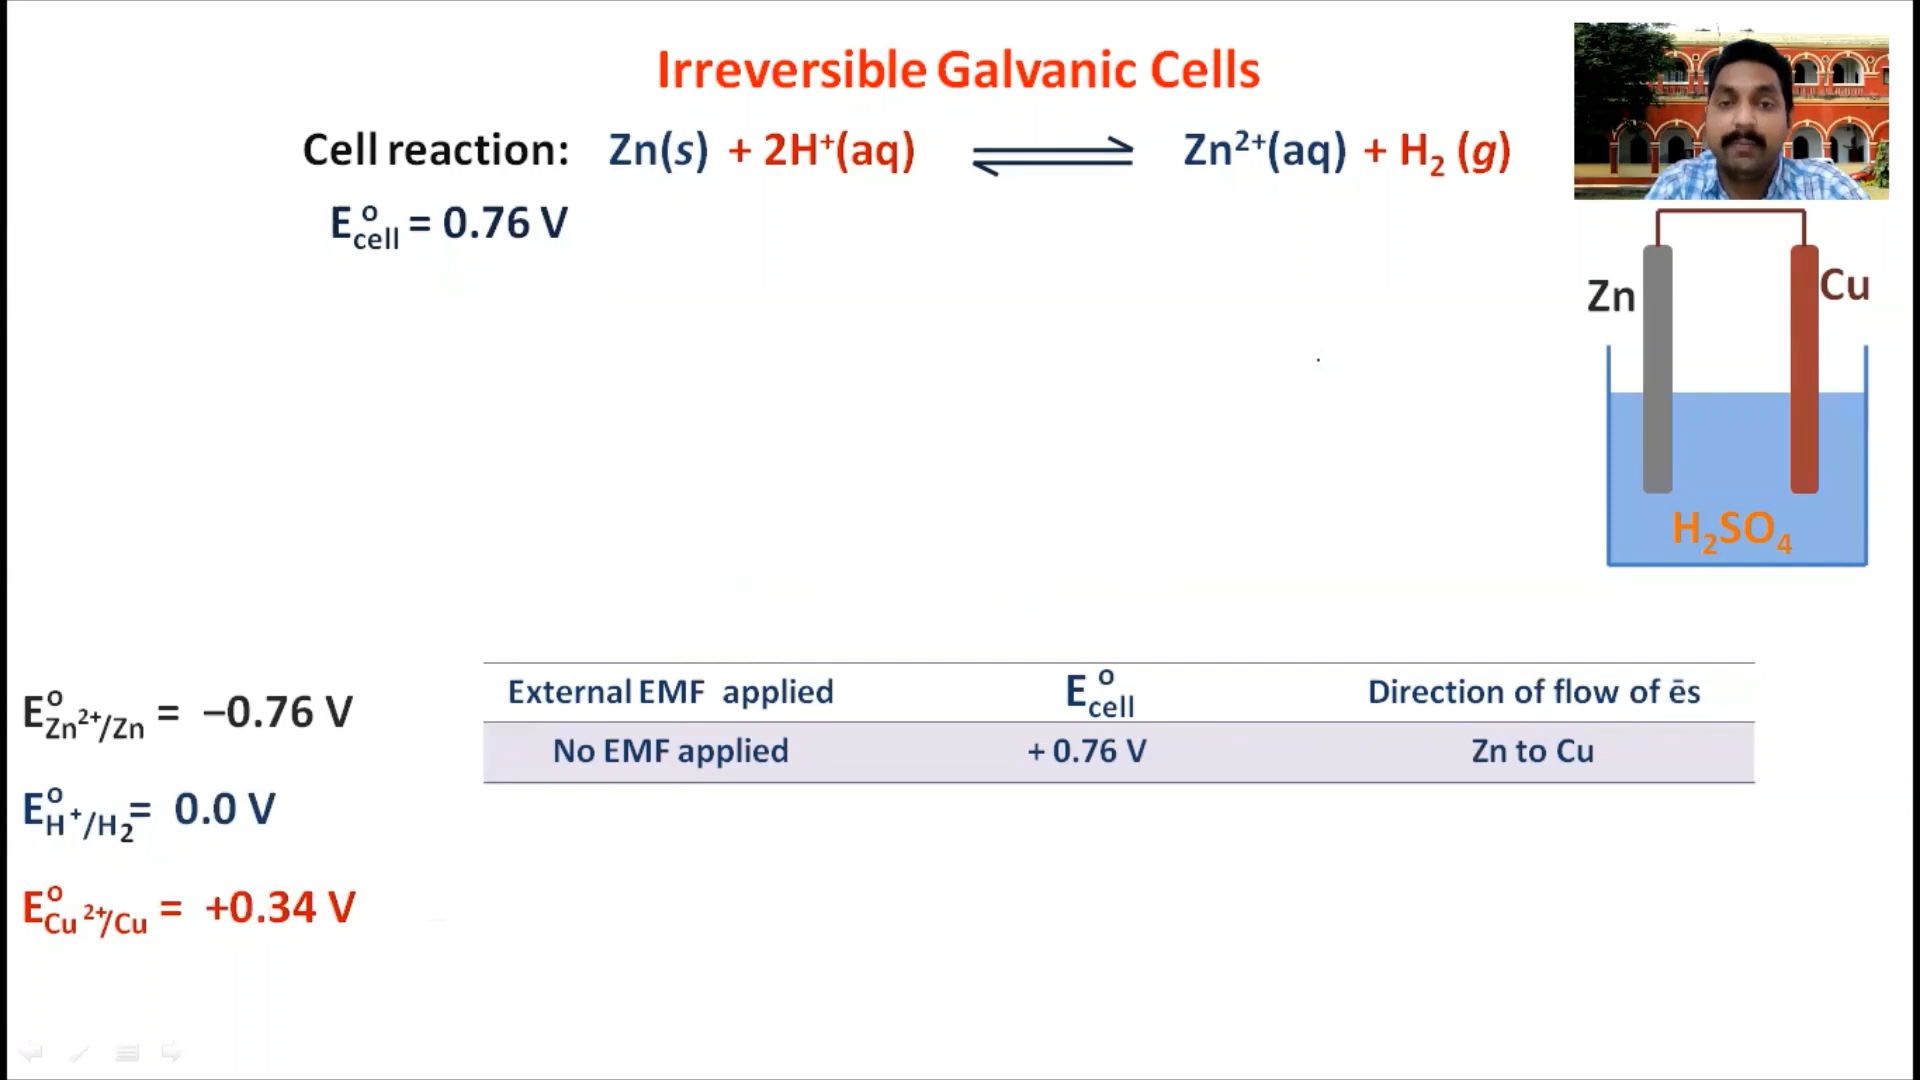 Irreversible Galvanic Cells
Cell reaction: Zn(s) + 2H⁺(aq) ⇌ Zn²⁺(aq) + H₂ (g)
E°cell = 0.76 V
Zn
Cu
H₂SO₄
E°Zn²⁺/Zn = −0.76 V
E°H⁺/H₂ = 0.0 V
E°Cu²⁺/Cu = +0.34 V
External EMF applied E°cell Direction of flow of ēs
No EMF applied + 0.76 V Zn to Cu